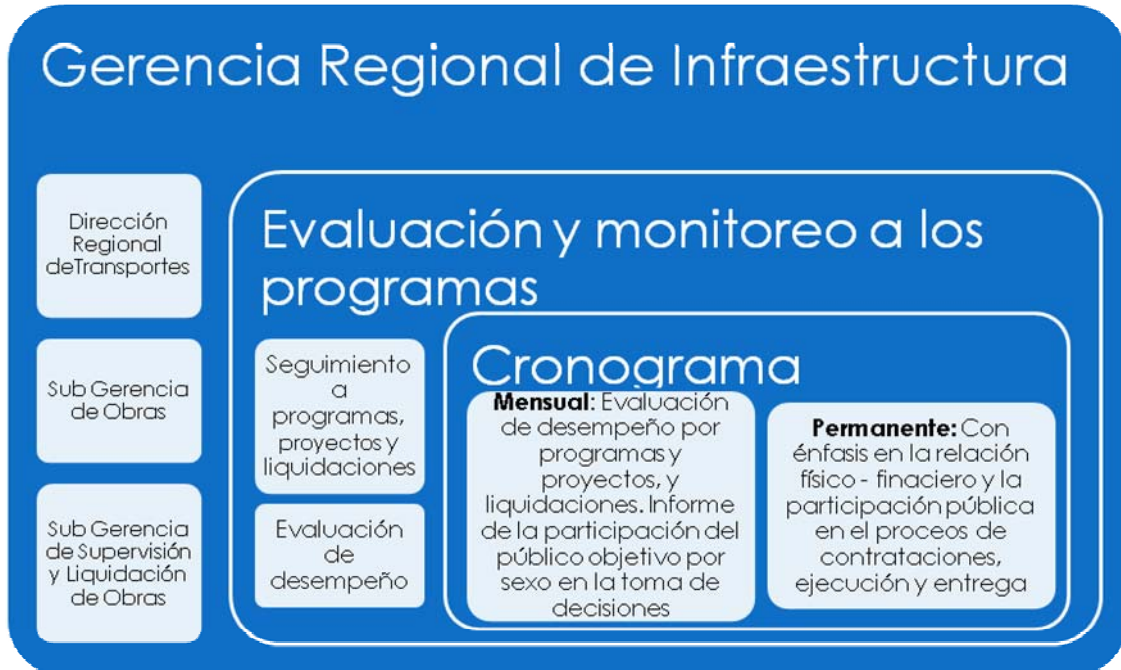 Gerencia Regional de Infraestructura
Dirección
Regional
deTransportes
Sub Gerencia
de Obras
Sub Gerencia
de Supervisión
y Liquidación
de Obras
Evaluación y monitoreo a los
programas
Seguimiento
a
programas,
proyectos y
liquidaciones
Evaluación
de
desempeño
Cronograma
Mensual: Evaluación
de desempeño por
programas y
proyectos, y
liquidaciones. Informe
de la participación del
público objetivo por
sexo en la toma de
decisiones
Permanente: Con
énfasis en la relación
físico - finaciero y la
participación pública
en el proceos de
contrataciones,
ejecución y entrega